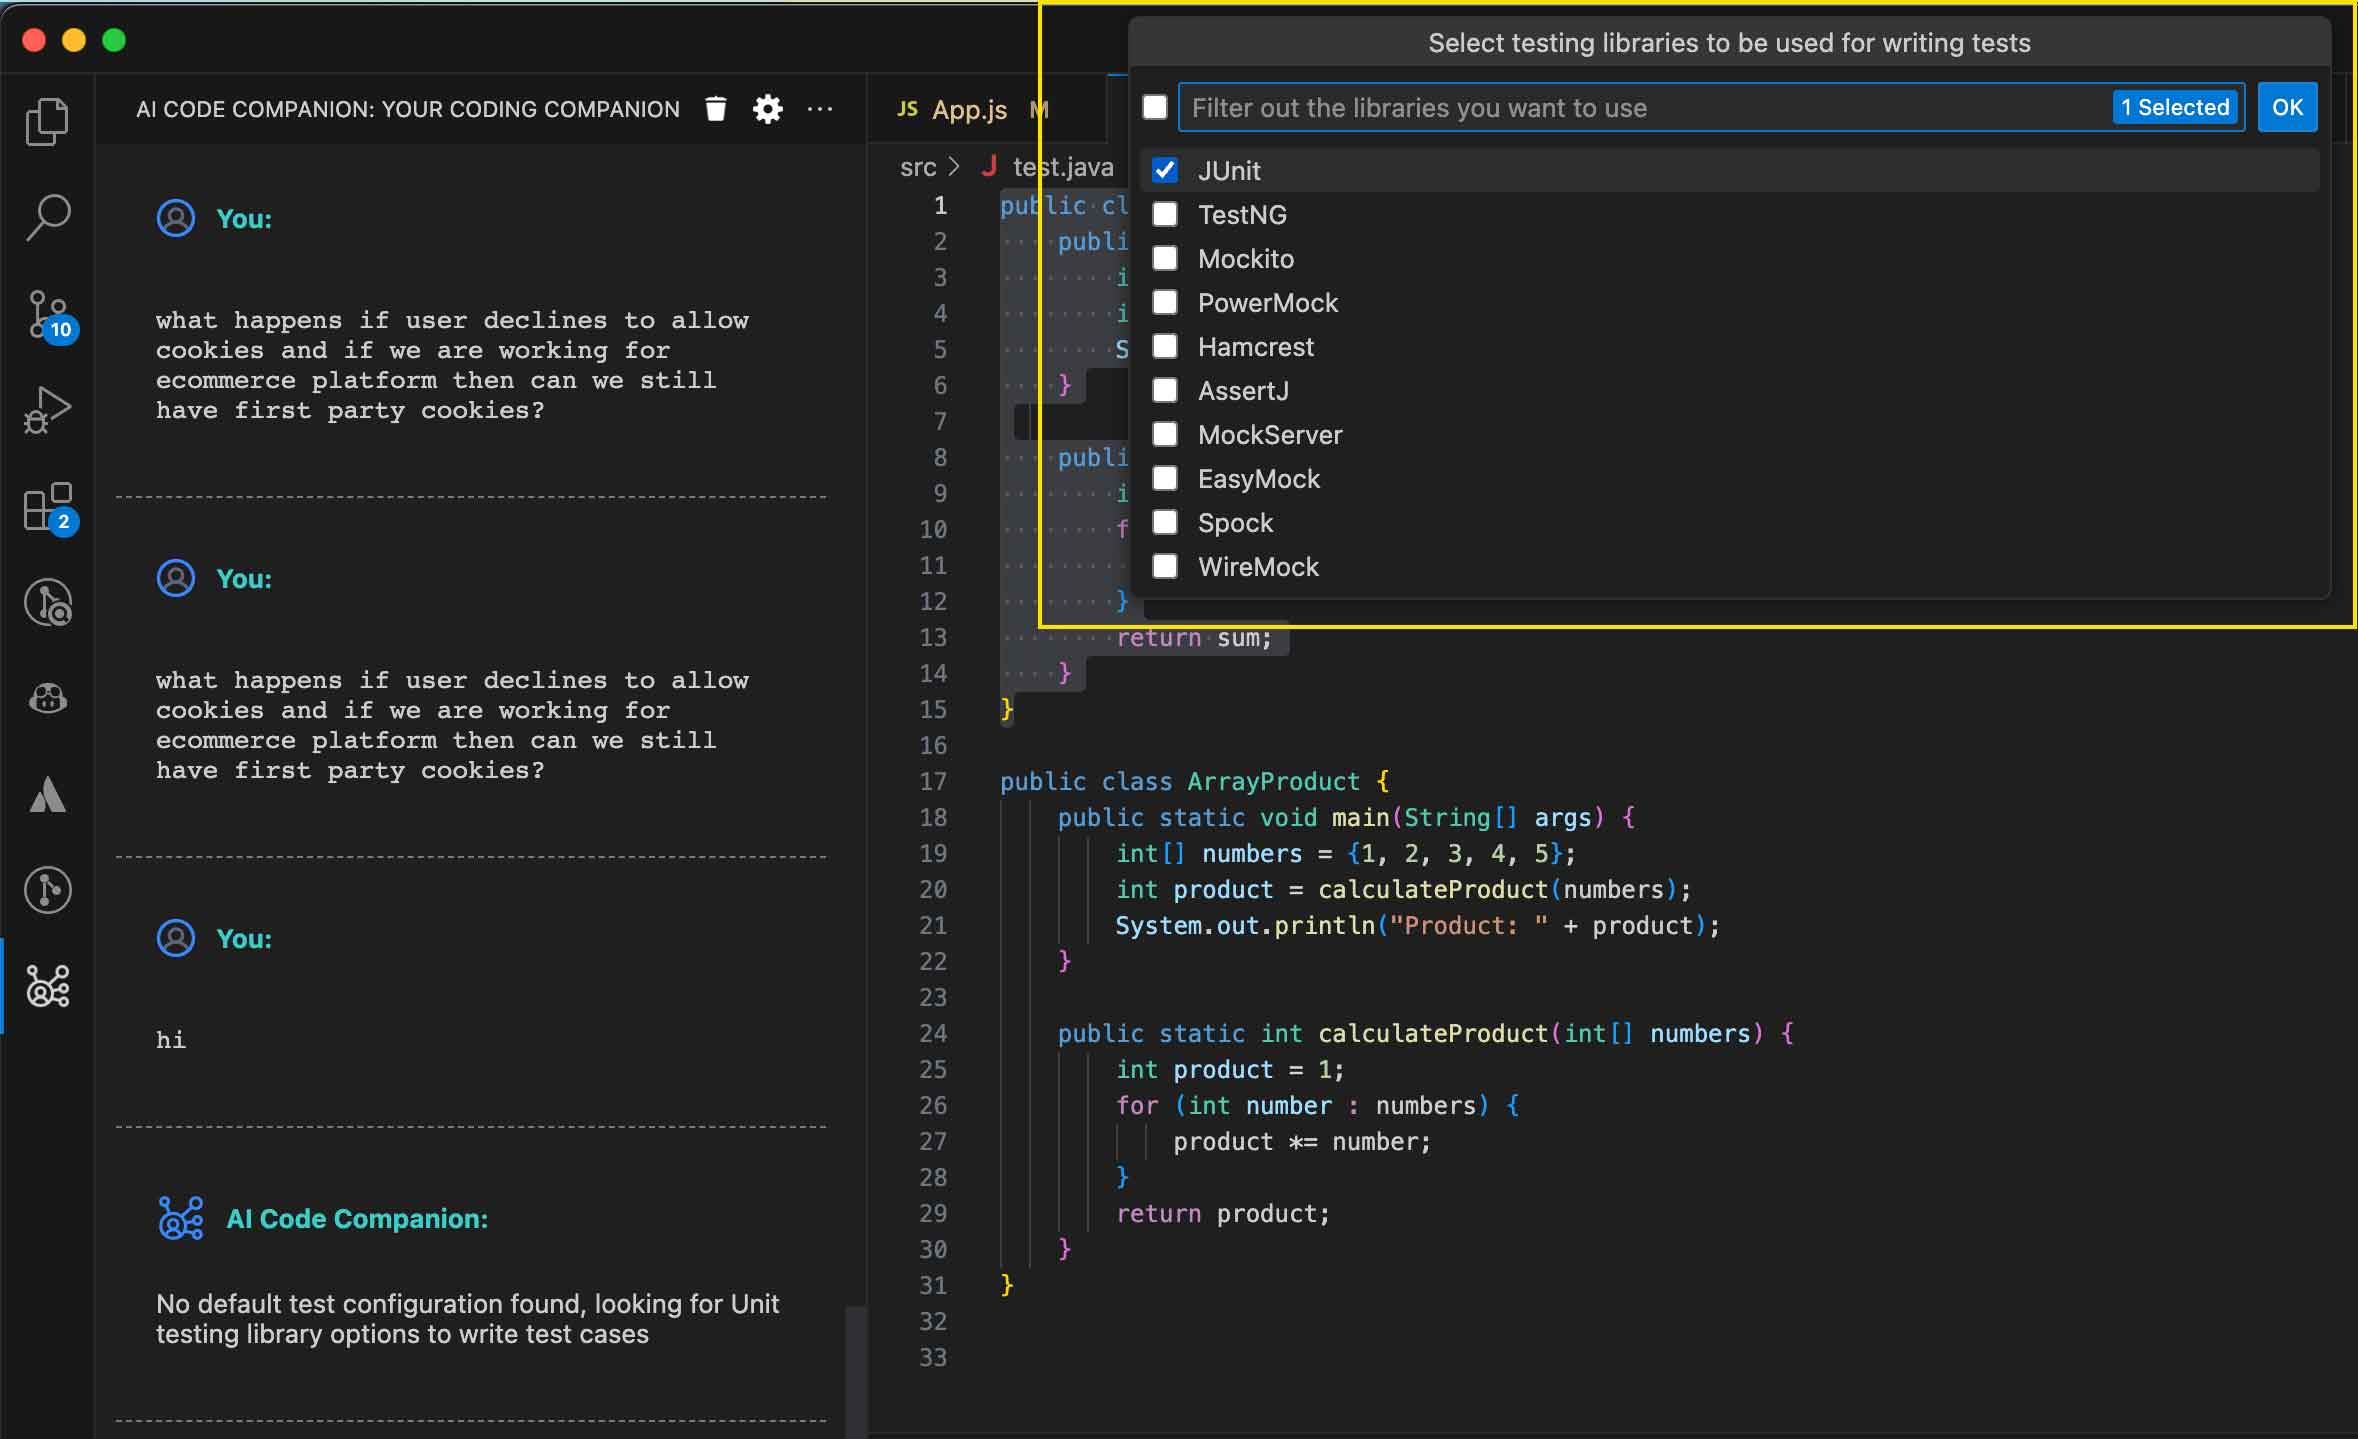 Select testing libraries to be used for writing tests
Filter out the libraries you want to use
1 Selected
OK
JUnit
TestNG
Mockito
PowerMock
Hamcrest
AssertJ
MockServer
EasyMock
Spock
WireMock
AI CODE COMPANION: YOUR CODING COMPANION
10
2
You:
what happens if user declines to allow
cookies and if we are working for
ecommerce platform then can we still
have first party cookies?
You:
what happens if user declines to allow
cookies and if we are working for
ecommerce platform then can we still
have first party cookies?
You:
hi
AI Code Companion:
No default test configuration found, looking for Unit
testing library options to write test cases
JS App.js M
src > J test.java
1 public cl
2 publi
3 i
4 i
5 S
6 }
7
8 publi
9 i
10 f
11
12 }
13 return sum;
14 }
15 }
16
17 public class ArrayProduct {
18 public static void main(String[] args) {
19 int[] numbers = {1, 2, 3, 4, 5};
20 int product = calculateProduct(numbers);
21 System.out.println("Product: " + product);
22 }
23
24 public static int calculateProduct(int[] numbers) {
25 int product = 1;
26 for (int number : numbers) {
27 product *= number;
28 }
29 return product;
30 }
31 }
32
33